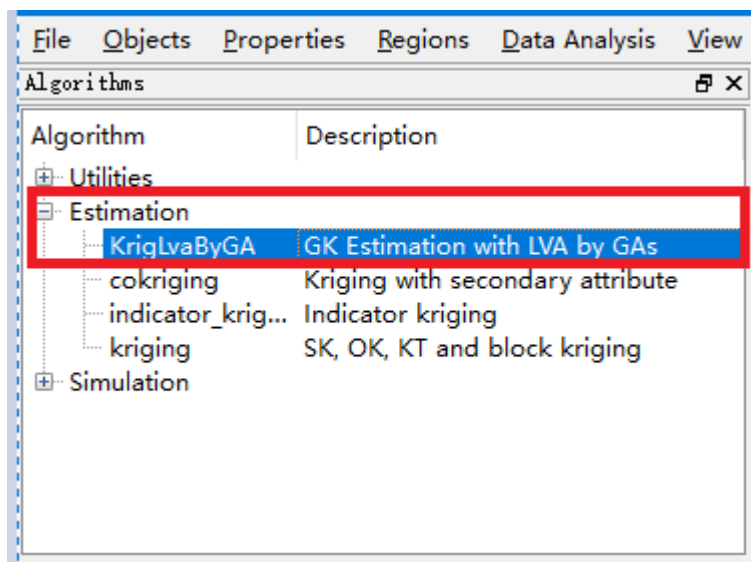 File Objects Properties Regions Data Analysis View
Algorithms
Algorithm Description
Utilities
Estimation
KrigLvaByGA GK Estimation with LVA by GAs
cokriging Kriging with secondary attribute
indicator_krig... Indicator kriging
kriging SK, OK, KT and block kriging
Simulation